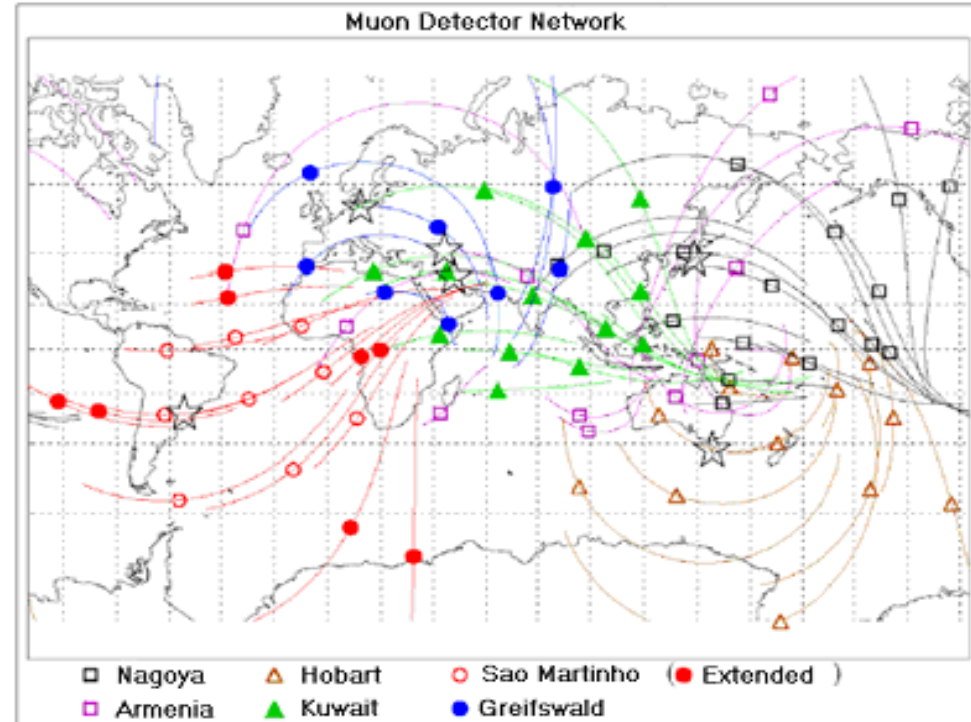 Muon Detector Network
Nagoya Hobart Sao Martinho ( Extended )
Armenia Kuwait Greifswald